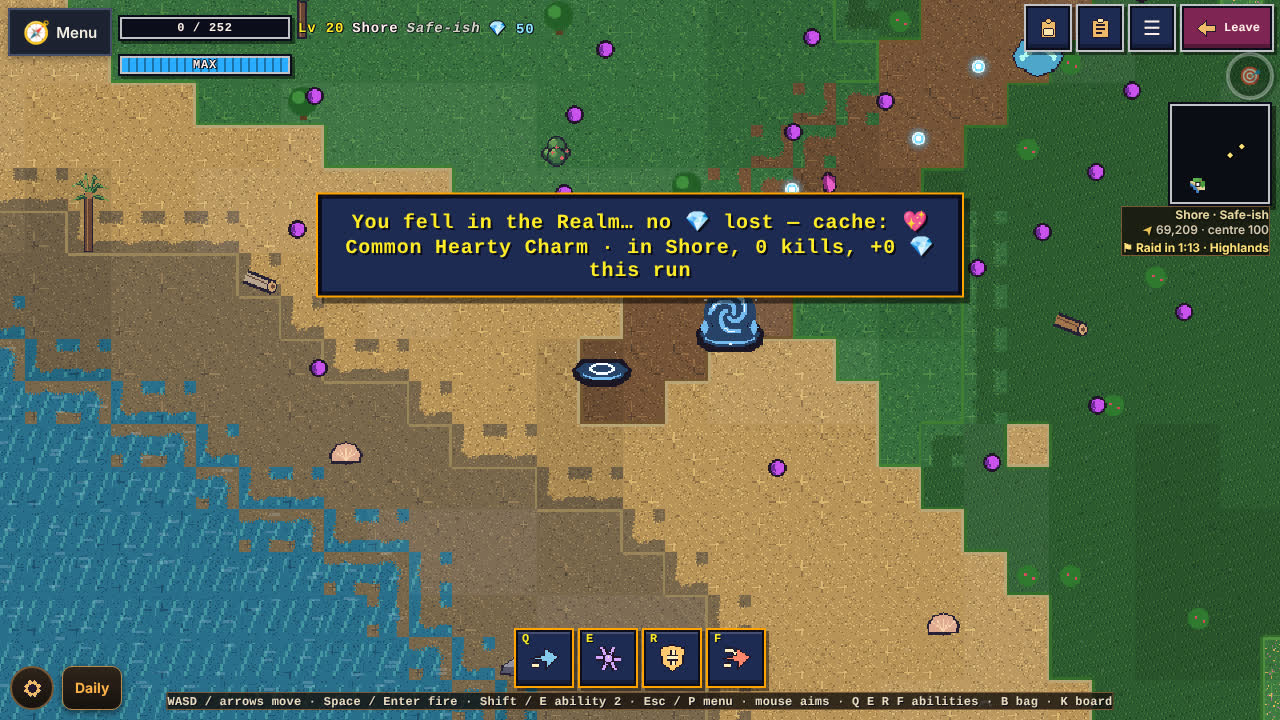 Menu
0 / 252
Lv 20 Shore Safe-ish 💎 50
MAX
Leave
Shore · Safe-ish
69,209 · centre 100
Raid in 1:13 · Highlands
You fell in the Realm… no 💎 lost — cache: 💖
Common Hearty Charm · in Shore, 0 kills, +0 💎
this run
Q
E
R
F
Daily
WASD / arrows move · Space / Enter fire · Shift / E ability 2 · Esc / P menu · mouse aims · Q E R F abilities · B bag · K board